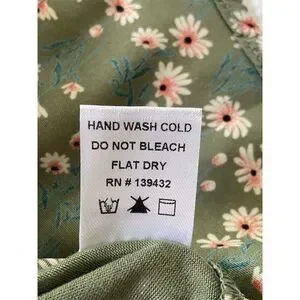 HAND WASH COLD
DO NOT BLEACH
FLAT DRY
RN # 139432